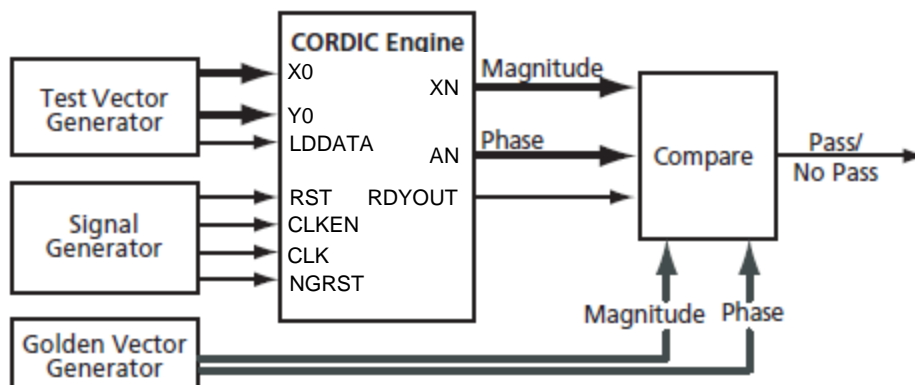 CORDIC Engine
Test Vector
Generator
X0
Y0
LDDATA
XN
Magnitude
AN
Phase
Compare
Pass/
No Pass
Signal
Generator
RST
CLKEN
CLK
NGRST
RDYOUT
Golden Vector
Generator
Magnitude
Phase